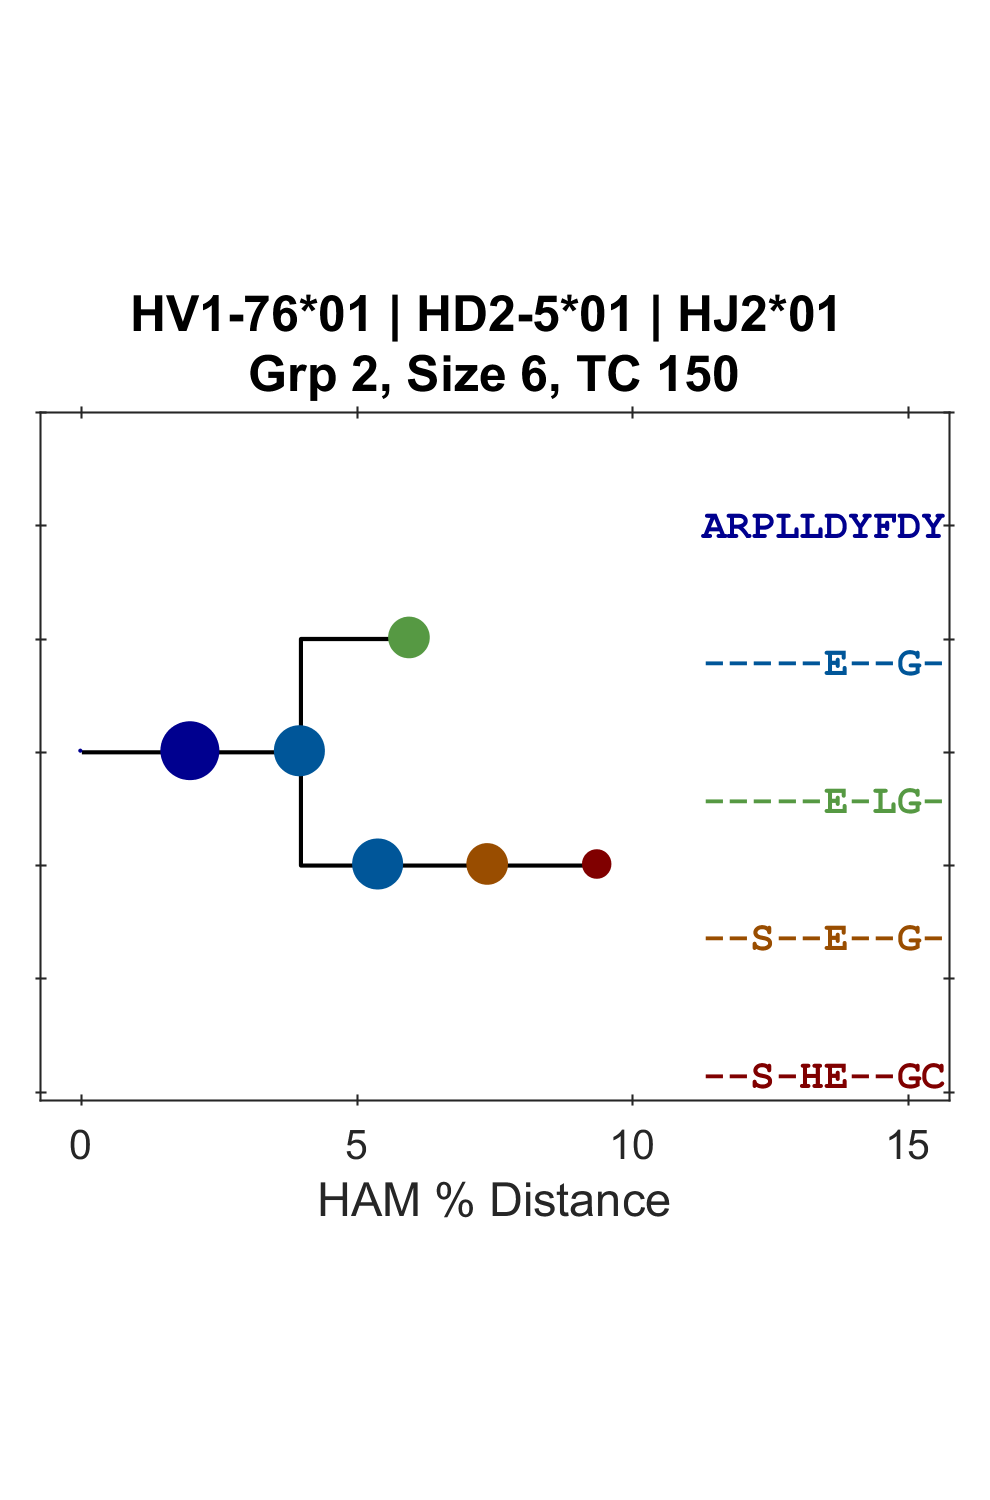 HV1-76*01 | HD2-5*01 | HJ2*01
Grp 2, Size 6, TC 150
ARPLLDYFDY
-----E---G-
-----E-LG-
--S--E--G-
--S-HE--GC
0 5 10 15
HAM % Distance